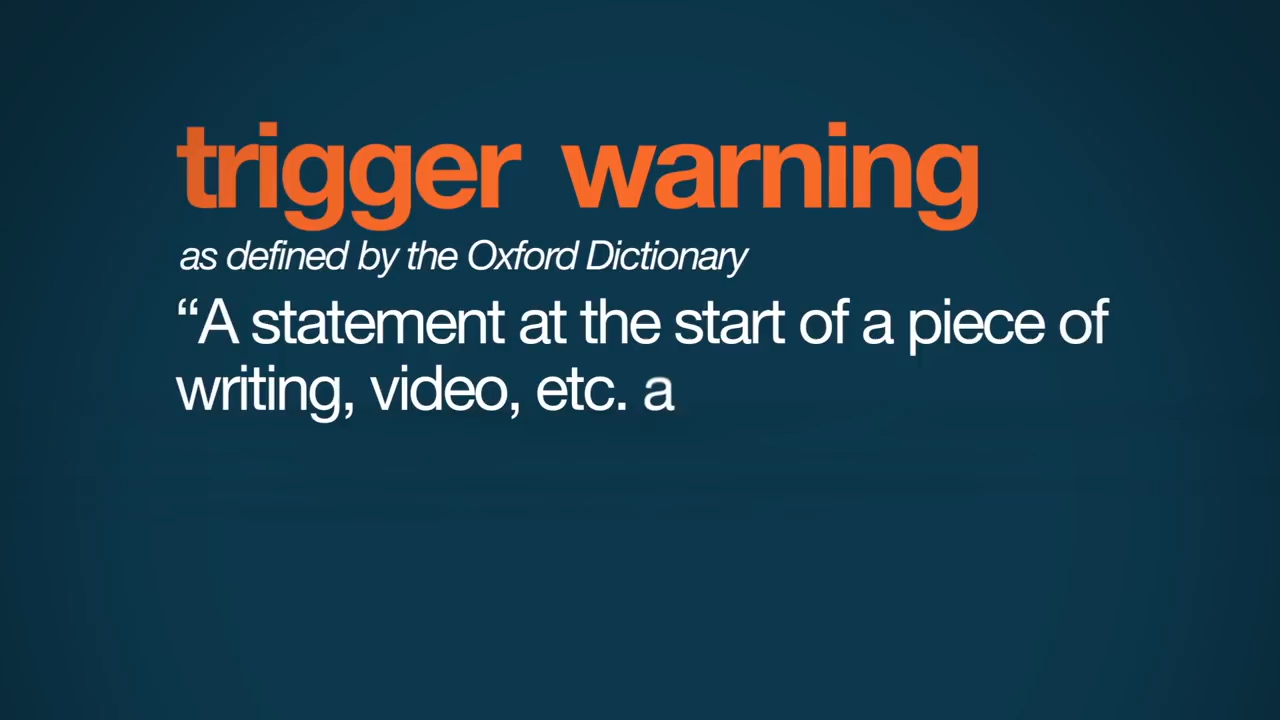 trigger warning
as defined by the Oxford Dictionary
“A statement at the start of a piece of
writing, video, etc. a